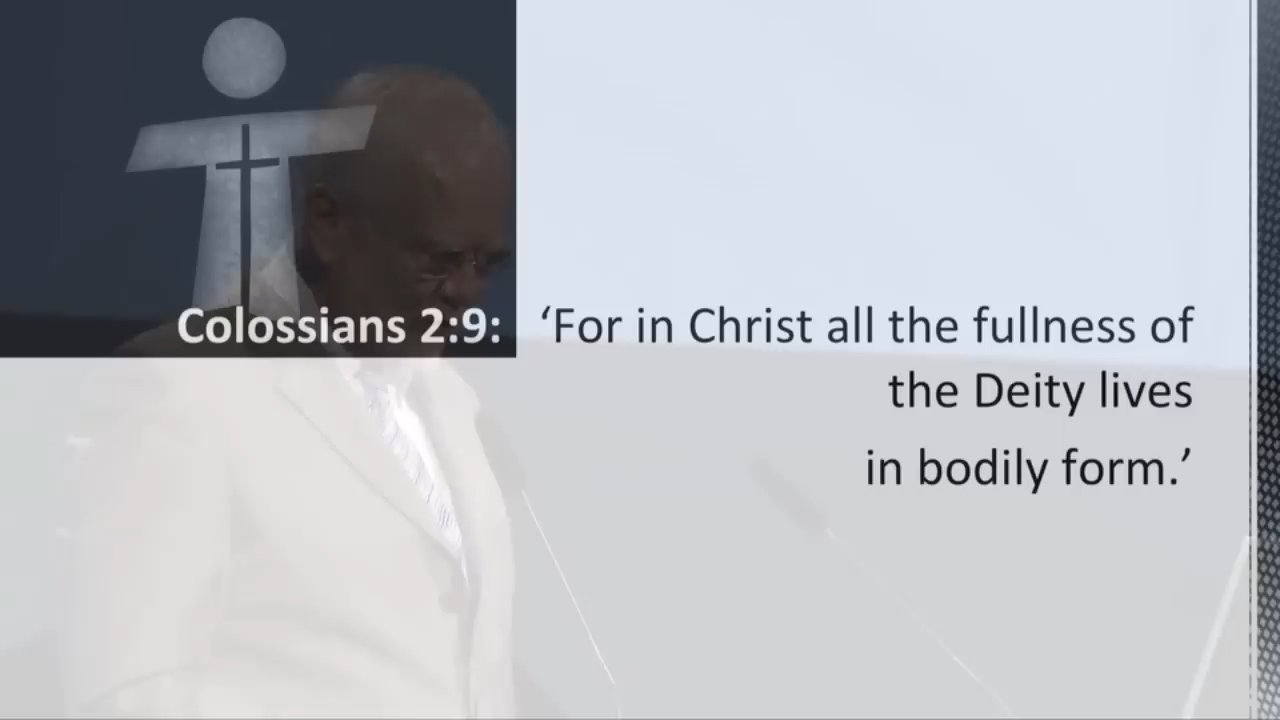 Colossians 2:9: ‘For in Christ all the fullness of
the Deity lives
in bodily form.’